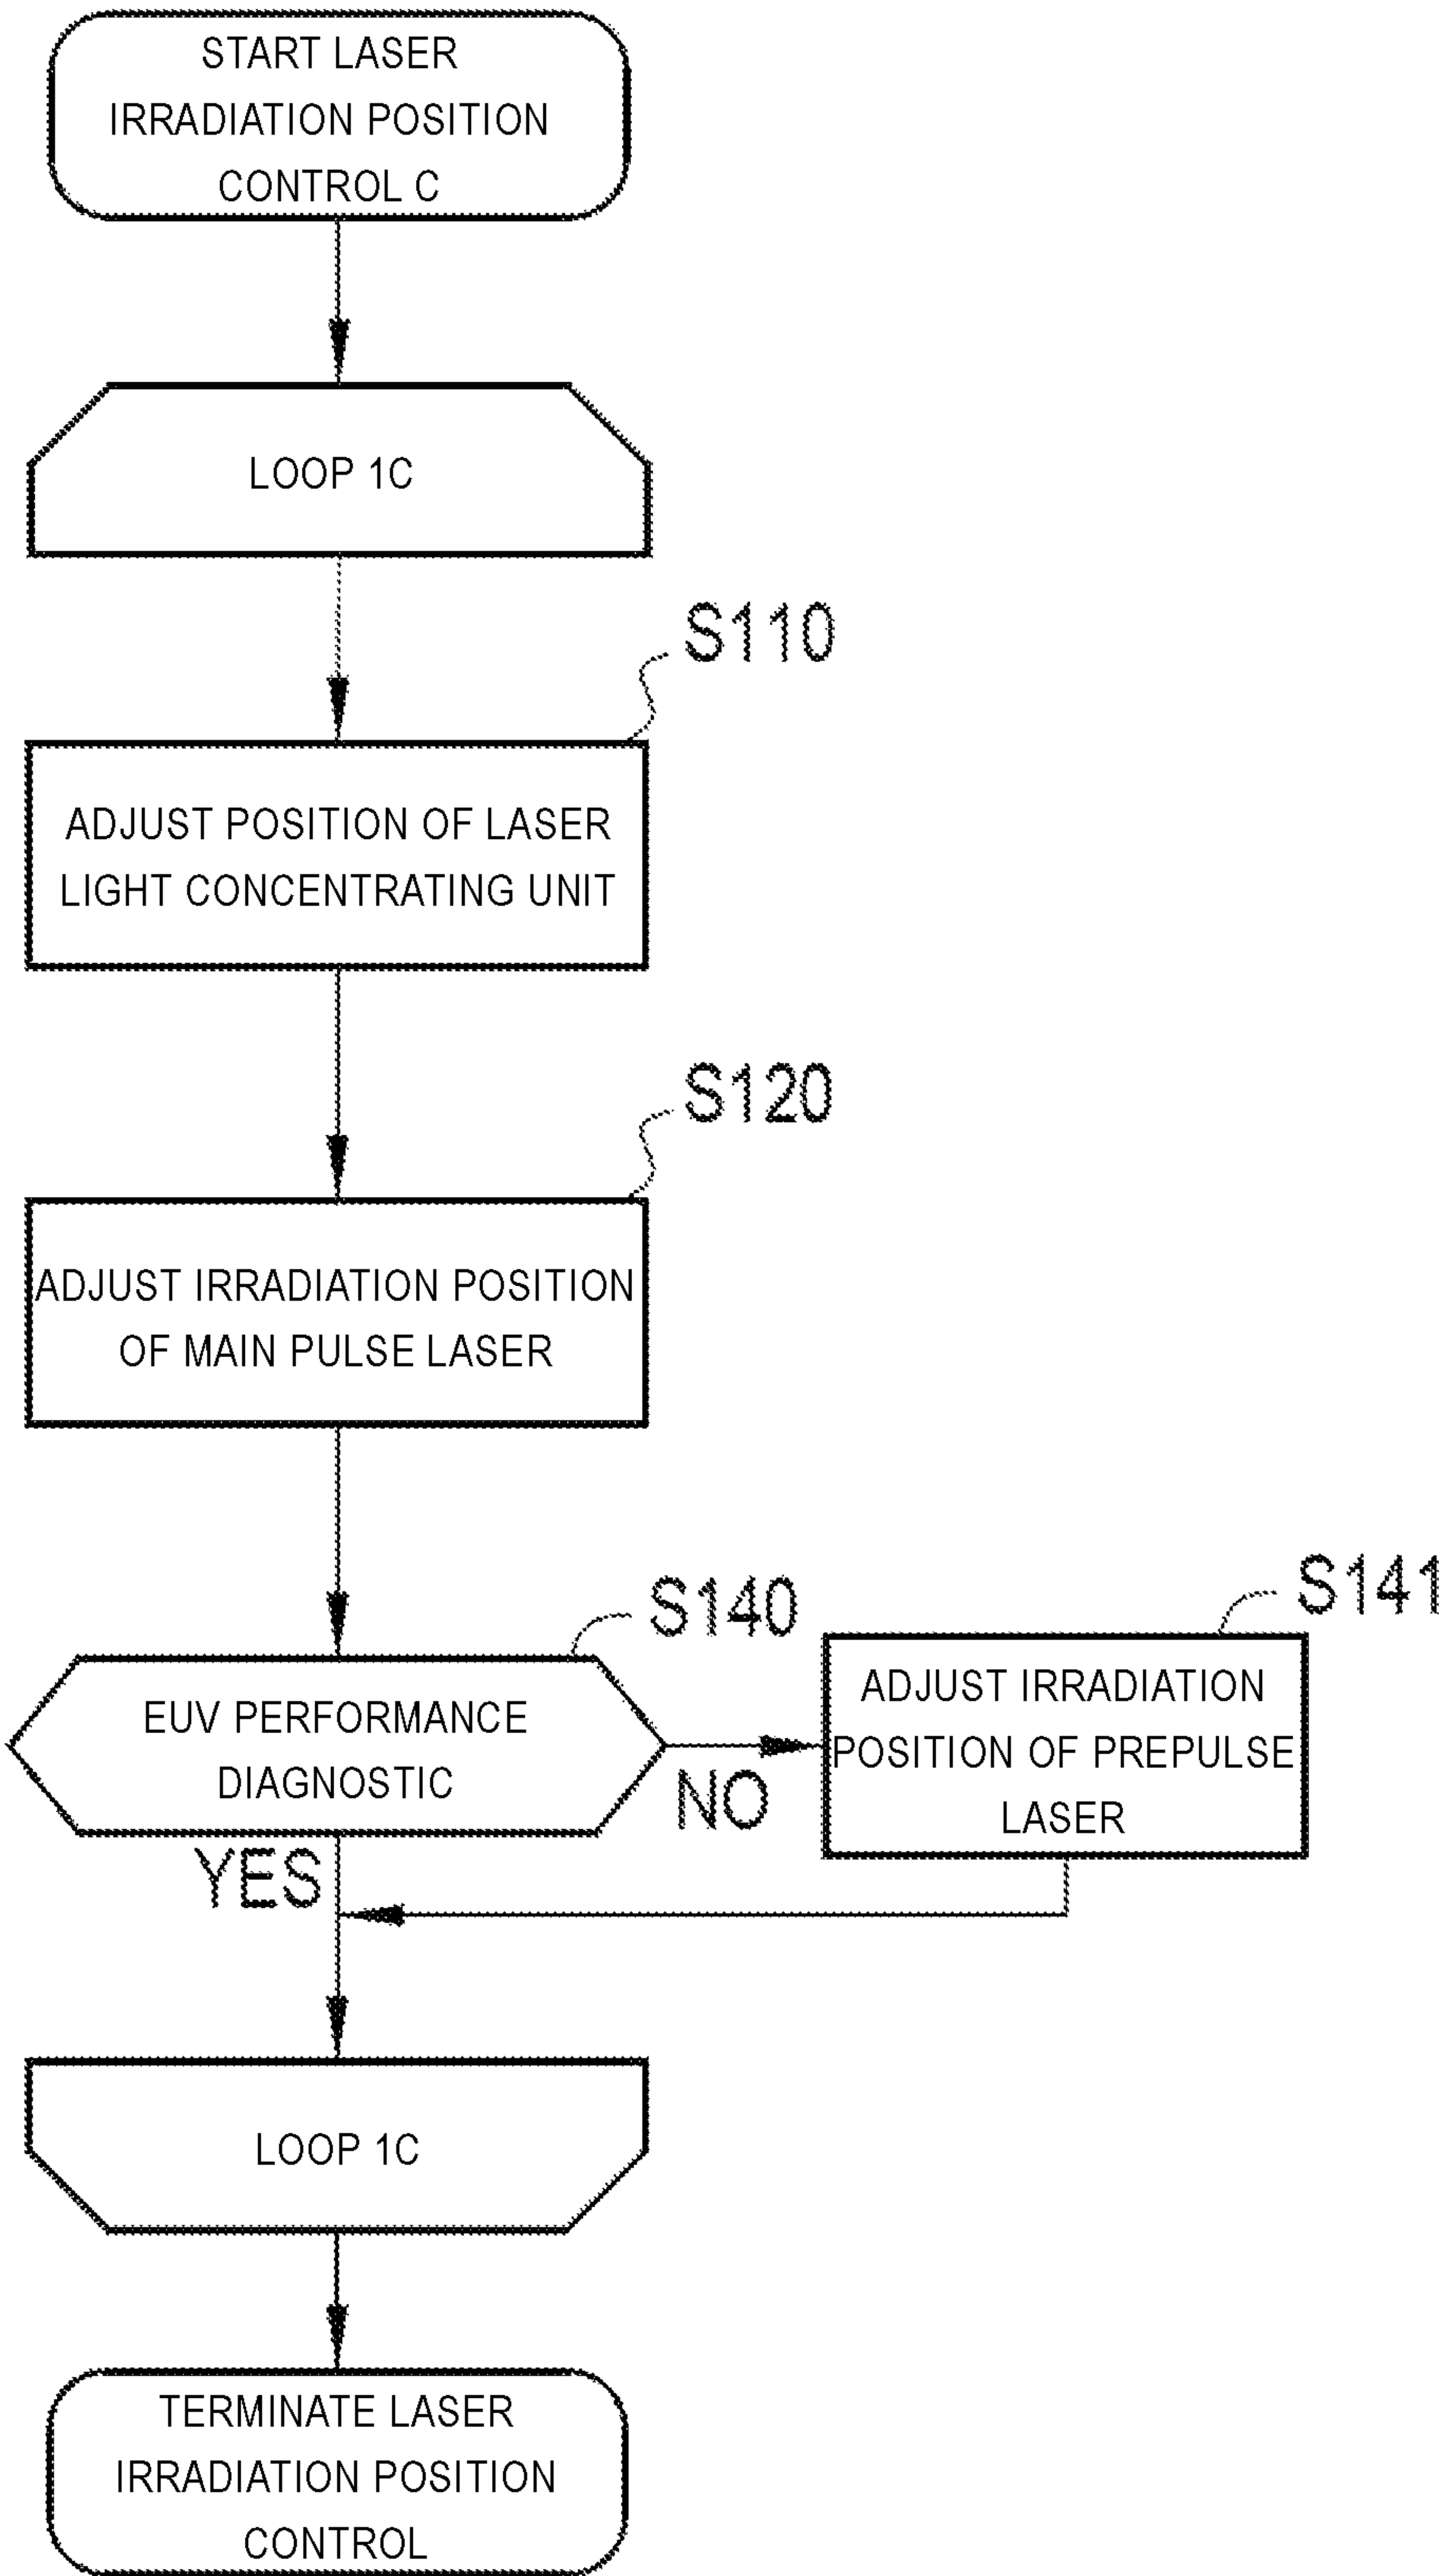 START LASER
IRRADIATION POSITION
CONTROL C
LOOP 1C
S110
ADJUST POSITION OF LASER
LIGHT CONCENTRATING UNIT
S120
ADJUST IRRADIATION POSITION
OF MAIN PULSE LASER
S140
EUV PERFORMANCE
DIAGNOSTIC
NO
YES
S141
ADJUST IRRADIATION
POSITION OF PREPULSE
LASER
LOOP 1C
TERMINATE LASER
IRRADIATION POSITION
CONTROL